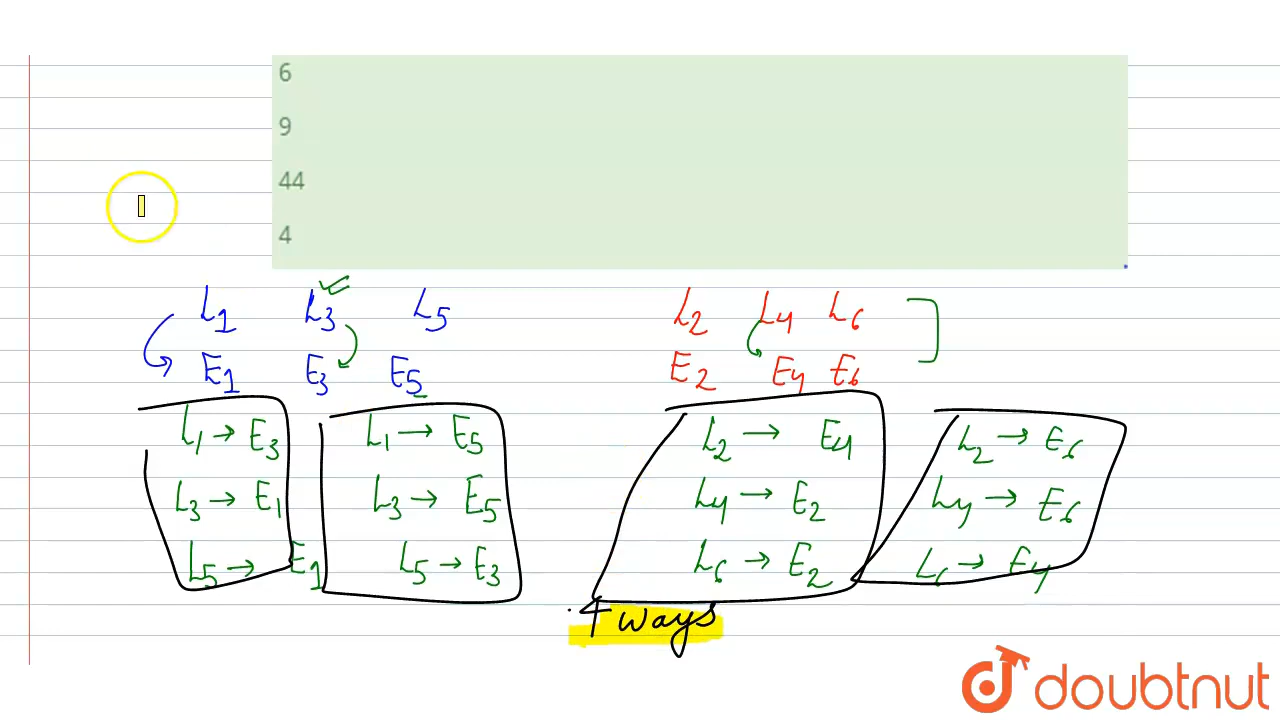 6
9
44
4
L1 L3 L5 L2 L4 L6
E1 E3 E5 E2 E4 E6
L1 → E3 L1 → E5 L2 → E4 L2 → E6
L3 → E1 L3 → E5 L4 → E2 L4 → E6
L5 → E1 L5 → E3 L6 → E2 L6 → E4
4 ways
doubtnut